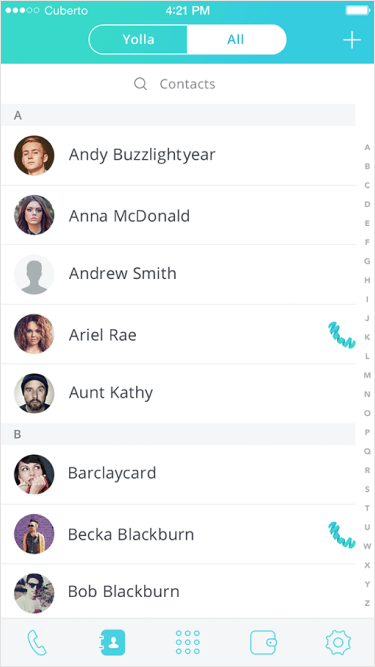 Cuberto 4:21 PM
Yolla All
Contacts
A
Andy Buzzlightyear
Anna McDonald
Andrew Smith
Ariel Rae
Aunt Kathy
B
Barclaycard
Becka Blackburn
Bob Blackburn
A
B
C
D
E
F
G
H
I
J
K
L
M
N
O
P
Q
R
S
T
U
W
X
Y
Z